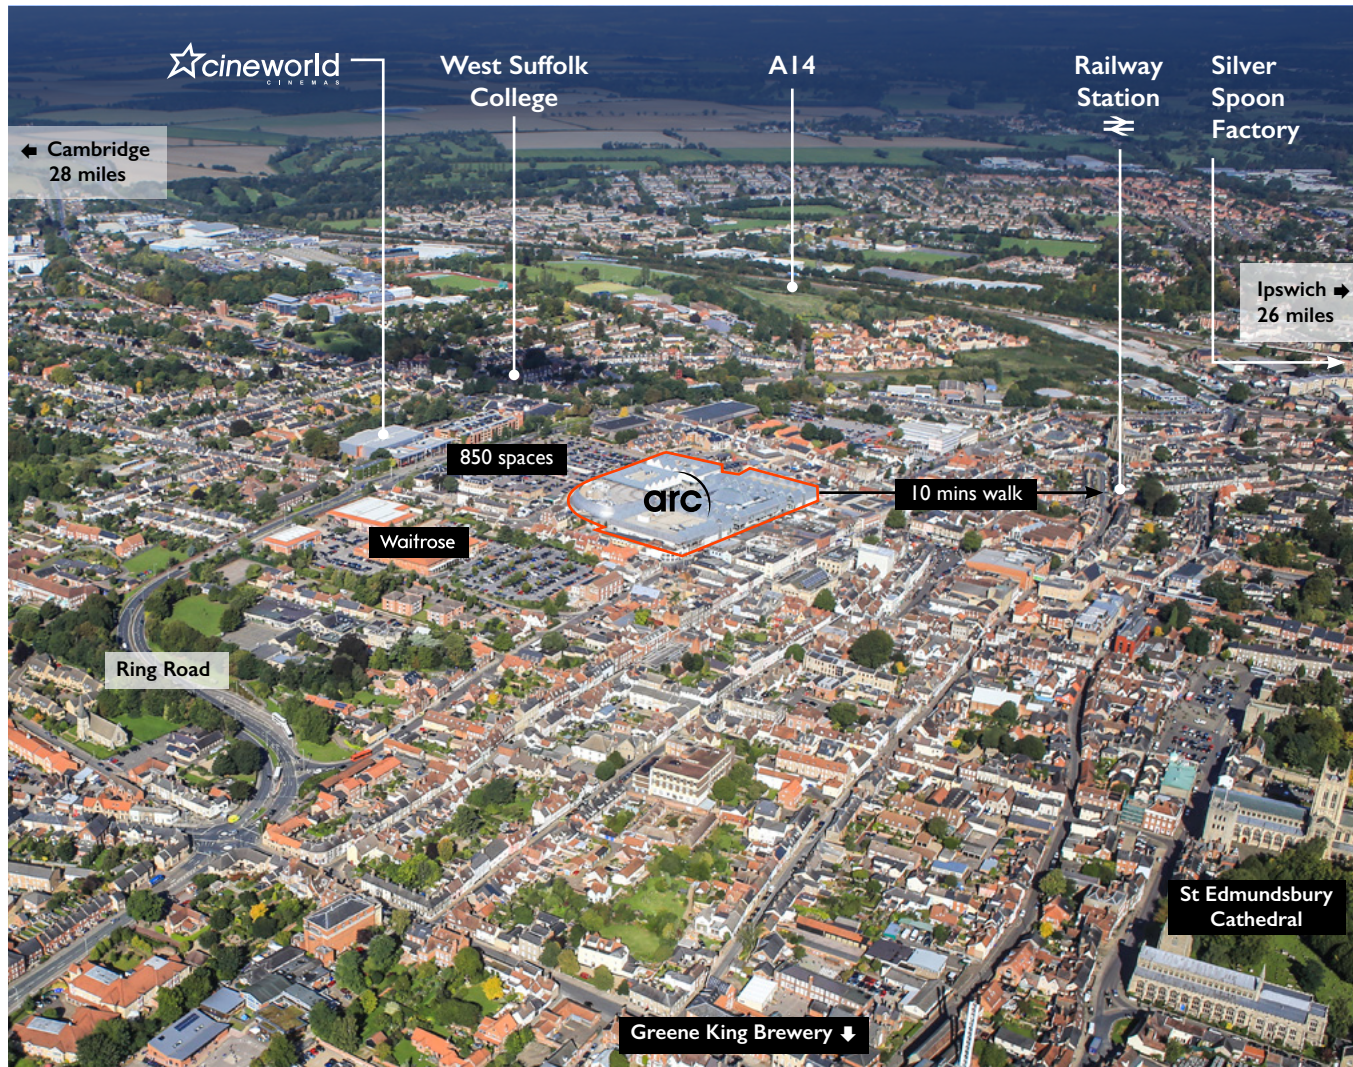 cineworld
CINEMAS
West Suffolk
College
A14
Railway
Station
Silver
Spoon
Factory
Cambridge
28 miles
Ipswich
26 miles
850 spaces
arc
10 mins walk
Waitrose
Ring Road
St Edmundsbury
Cathedral
Greene King Brewery